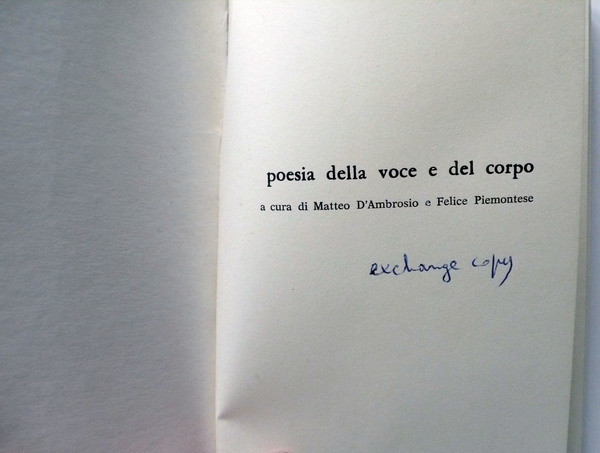 poesia della voce e del corpo
a cura di Matteo D'Ambrosio e Felice Piemontese
exchange copy